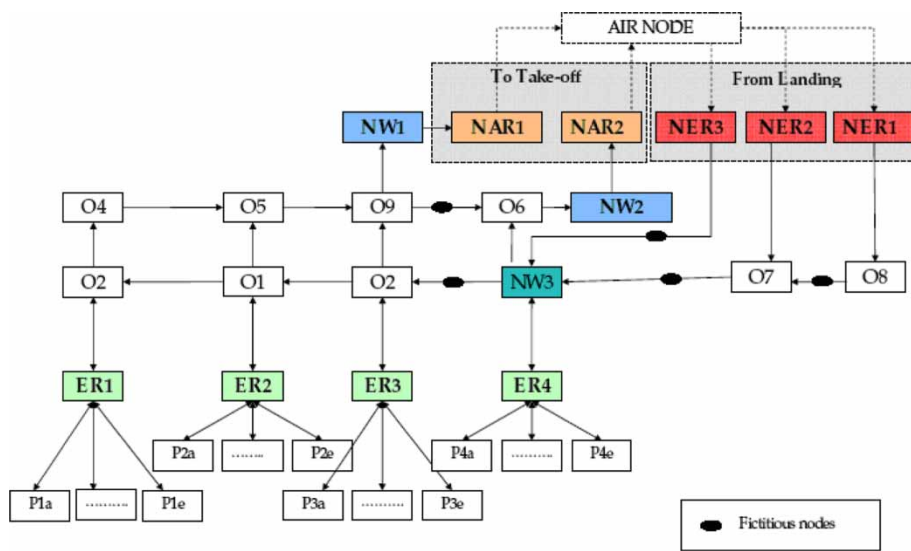 AIR NODE
To Take-off
From Landing
NW1
NAR1
NAR2
NER3
NER2
NER1
O4
O5
O9
O6
NW2
O2
O1
O2
NW3
O7
O8
ER1
ER2
ER3
ER4
P2a
........
P2e
P4a
..........
P4e
P1a
..........
P1e
P3a
..........
P3e
Fictitious nodes